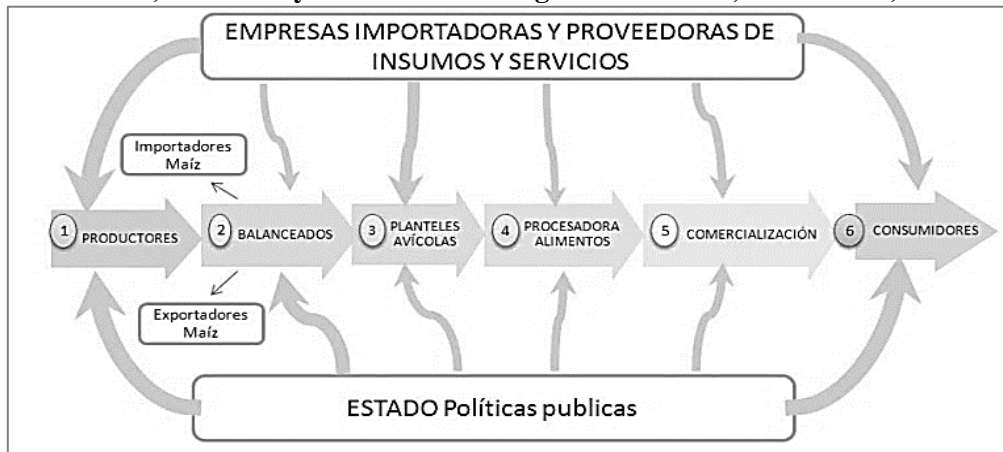 EMPRESAS IMPORTADORAS Y PROVEEDORAS DE
INSUMOS Y SERVICIOS
Importadores
Maíz
1 PRODUCTORES
2 BALANCEADOS
3 PLANTELES
AVÍCOLAS
4 PROCESADORA
ALIMENTOS
5 COMERCIALIZACIÓN
6 CONSUMIDORES
Exportadores
Maíz
ESTADO Políticas publicas